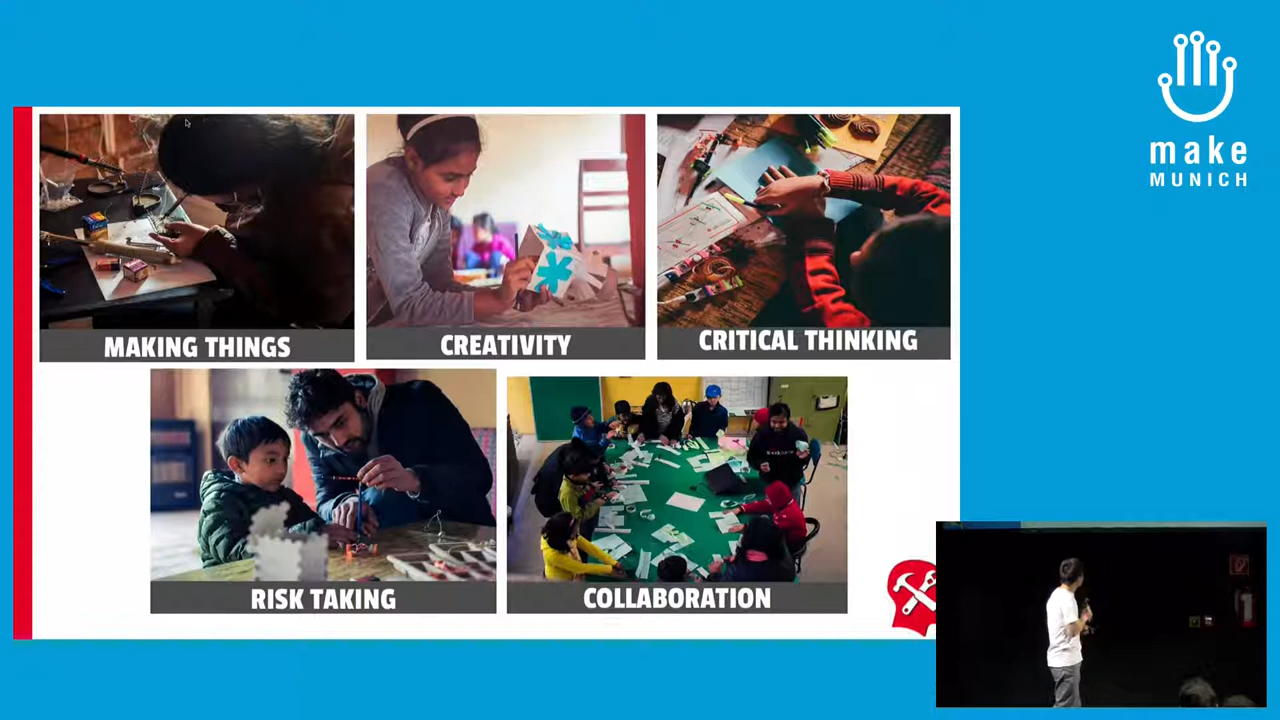 make
MUNICH
MAKING THINGS
CREATIVITY
CRITICAL THINKING
RISK TAKING
COLLABORATION